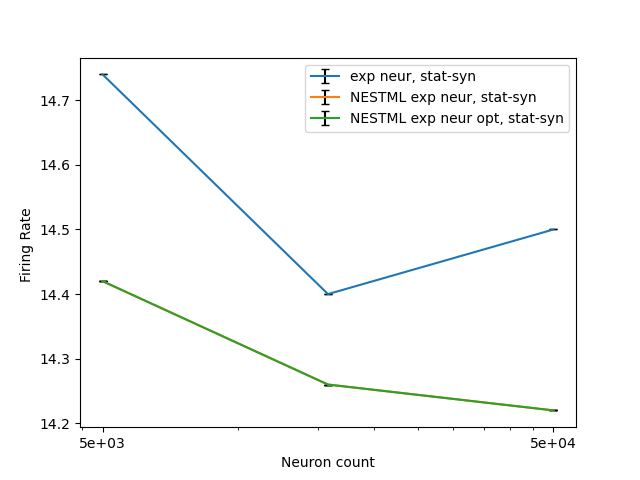 exp neur, stat-syn
NESTML exp neur, stat-syn
NESTML exp neur opt, stat-syn
14.7
14.6
14.5
14.4
14.3
14.2
Firing Rate
5e+03
5e+04
Neuron count